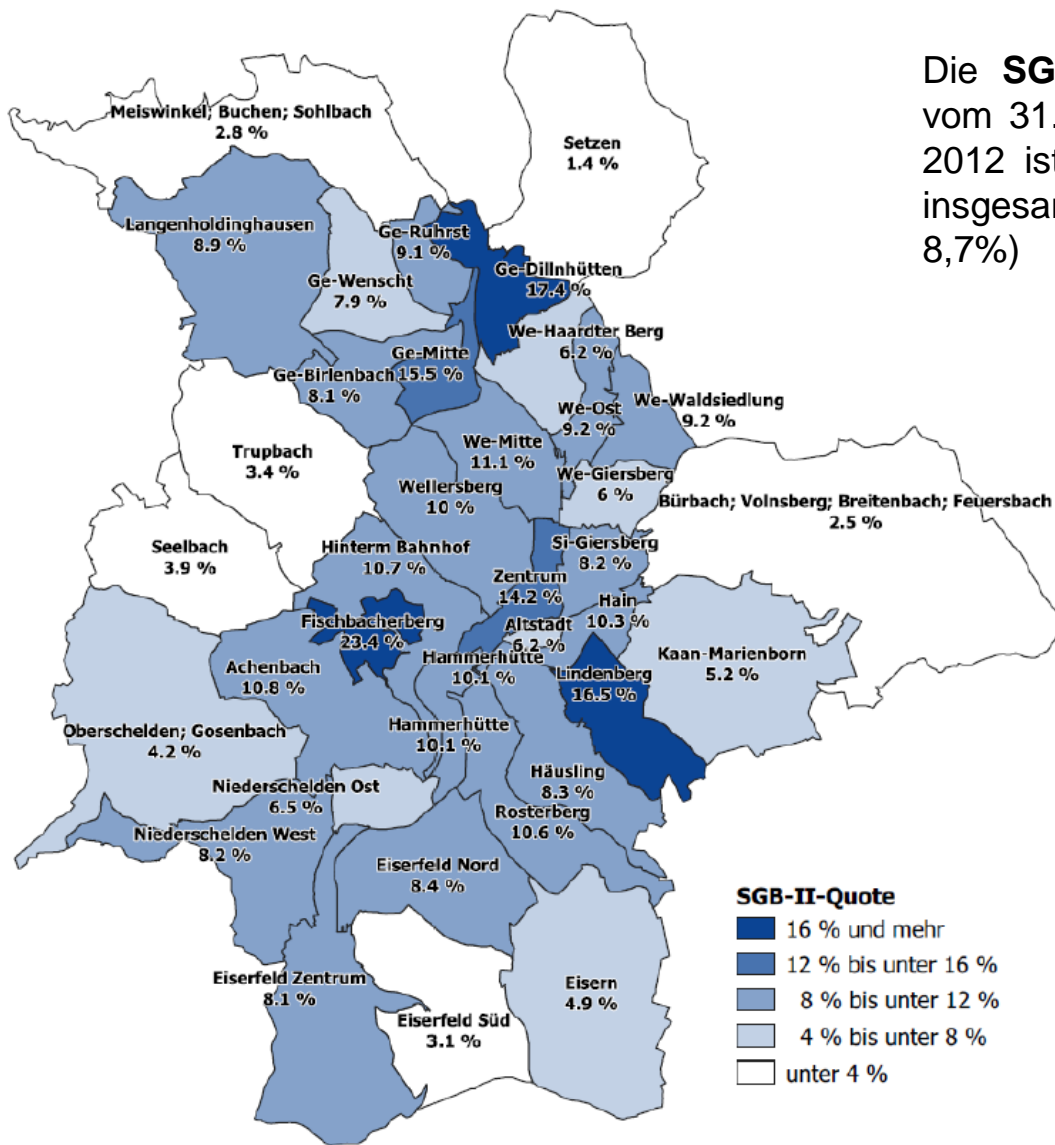 Die SG
vom 31.
2012 ist
insgesar
8,7%)
Meiswinkel; Buchen; Sohlbach
2.8 %
Setzen
1.4 %
Langenholdinghausen
8.9 %
Ge-Ruhrst
9.1 %
Ge-Wenscht
7.9 %
Ge-Dillnhütten
17.4 %
We-Haardter Berg
6.2 %
Ge-Mitte
15.5 %
Ge-Birlenbach
8.1 %
We-Waldsiedlung
9.2 %
We-Ost
9.2 %
We-Mitte
11.1 %
Trupbach
3.4 %
Wellersberg
10 %
We-Giersberg
6 %
Bürbach; Volnsberg; Breitenbach; Feuersbach
2.5 %
Seelbach
3.9 %
Hinterm Bahnhof
10.7 %
Si-Giersberg
8.2 %
Zentrum
14.2 %
Hain
10.3 %
Fischbacherberg
23.4 %
Altstadt
6.2 %
Hammerhütte
10.1 %
Kaan-Marienborn
5.2 %
Achenbach
10.8 %
Lindenberg
16.5 %
Oberschelden; Gosenbach
4.2 %
Hammerhütte
10.1 %
Häusling
8.3 %
Niederschelden Ost
6.5 %
Rosterberg
10.6 %
Niederschelden West
8.2 %
Eiserfeld Nord
8.4 %
Eiserfeld Zentrum
8.1 %
Eisern
4.9 %
Eiserfeld Süd
3.1 %
SGB-II-Quote
16 % und mehr
12 % bis unter 16 %
8 % bis unter 12 %
4 % bis unter 8 %
unter 4 %